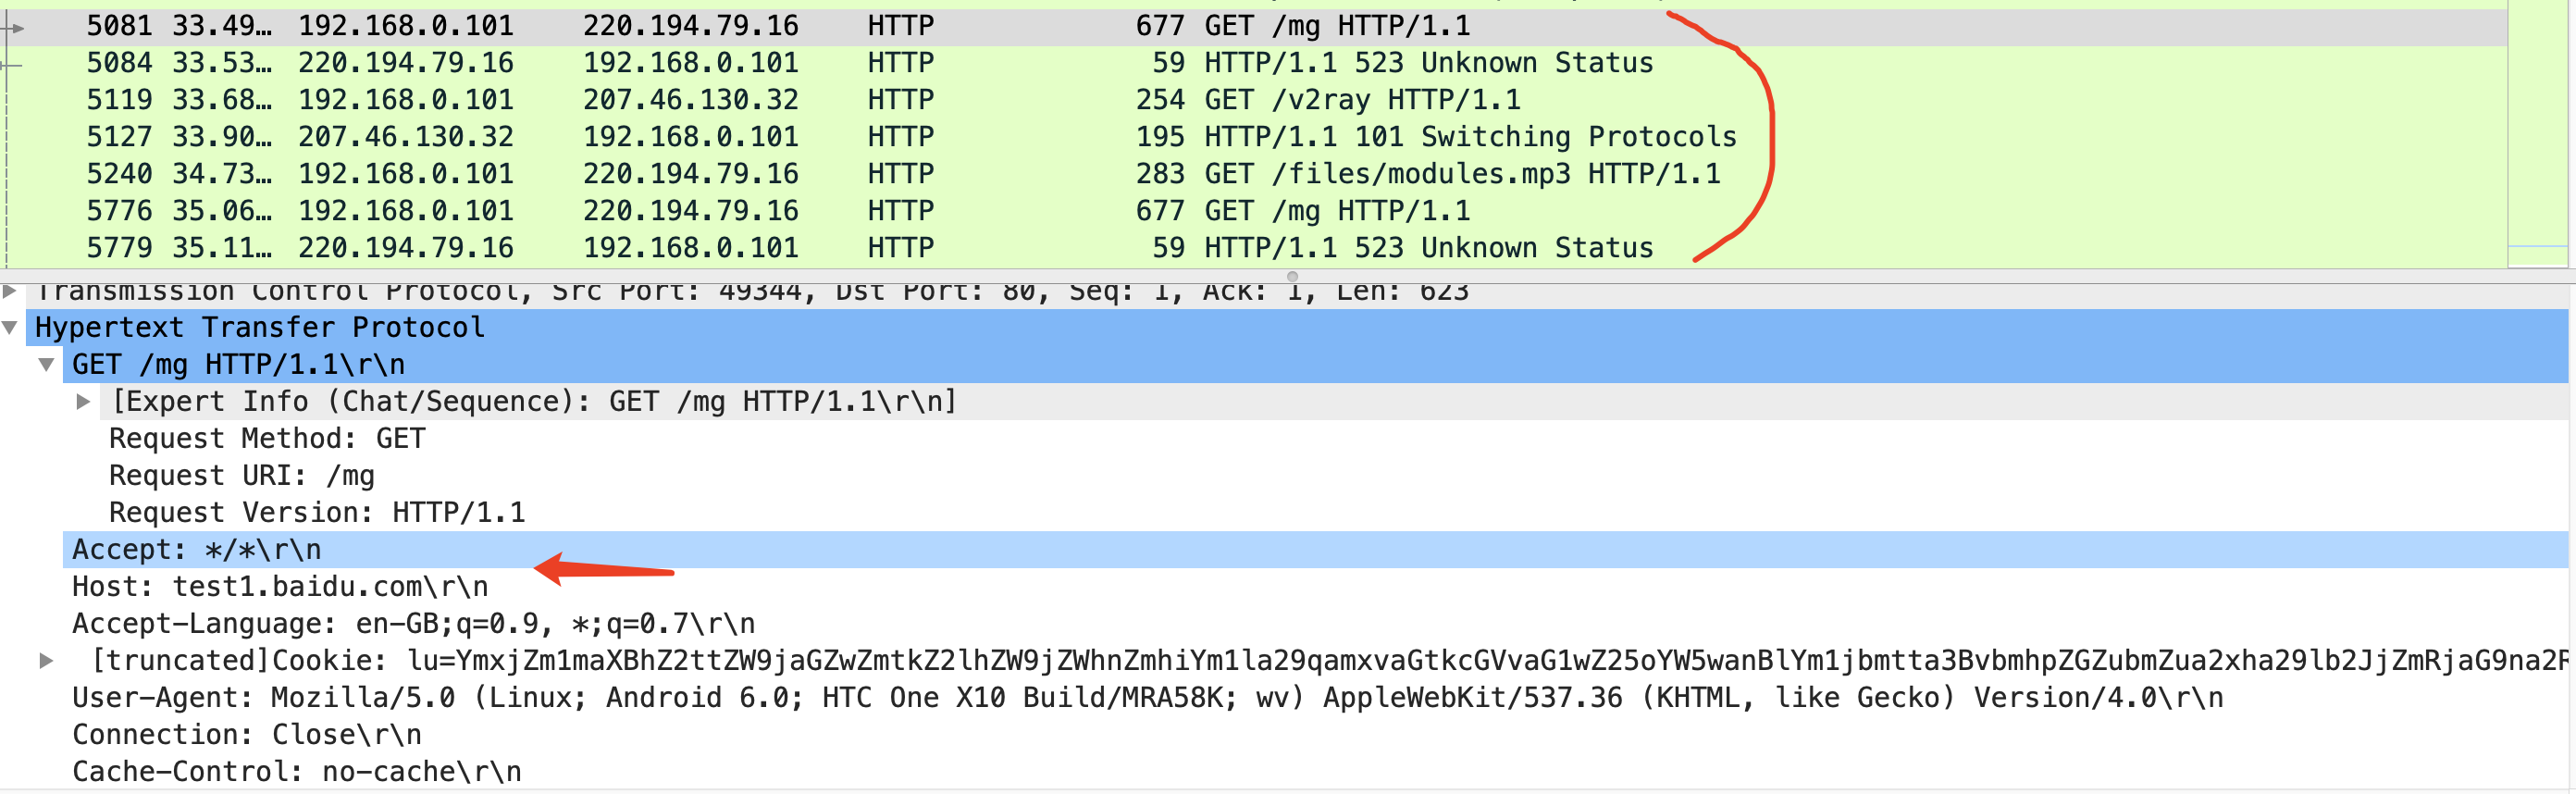 5081 33.49… 192.168.0.101 220.194.79.16 HTTP 677 GET /mg HTTP/1.1
5084 33.53… 220.194.79.16 192.168.0.101 HTTP 59 HTTP/1.1 523 Unknown Status
5119 33.68… 192.168.0.101 207.46.130.32 HTTP 254 GET /v2ray HTTP/1.1
5127 33.90… 207.46.130.32 192.168.0.101 HTTP 195 HTTP/1.1 101 Switching Protocols
5240 34.73… 192.168.0.101 220.194.79.16 HTTP 283 GET /files/modules.mp3 HTTP/1.1
5776 35.06… 192.168.0.101 220.194.79.16 HTTP 677 GET /mg HTTP/1.1
5779 35.11… 220.194.79.16 192.168.0.101 HTTP 59 HTTP/1.1 523 Unknown Status
Transmission Control Protocol, Src Port: 49344, Dst Port: 80, Seq: 1, Ack: 1, Len: 623
Hypertext Transfer Protocol
GET /mg HTTP/1.1\r\n
[Expert Info (Chat/Sequence): GET /mg HTTP/1.1\r\n]
Request Method: GET
Request URI: /mg
Request Version: HTTP/1.1
Accept: */*\r\n
Host: test1.baidu.com\r\n
Accept-Language: en-GB;q=0.9, *;q=0.7\r\n
[truncated]Cookie: lu=YmxjZm1maXBhZ2ttZW9jaGZwZmtkZ2lhZW9jZWhnZmhiYm1la29qamxvaGtkcGVvaG1wZ25oYW5wanBlYm1jbmtta3BvbmhpZGZubmZua2xha29lb2JjZmRjaG9na2R
User-Agent: Mozilla/5.0 (Linux; Android 6.0; HTC One X10 Build/MRA58K; wv) AppleWebKit/537.36 (KHTML, like Gecko) Version/4.0\r\n
Connection: Close\r\n
Cache-Control: no-cache\r\n